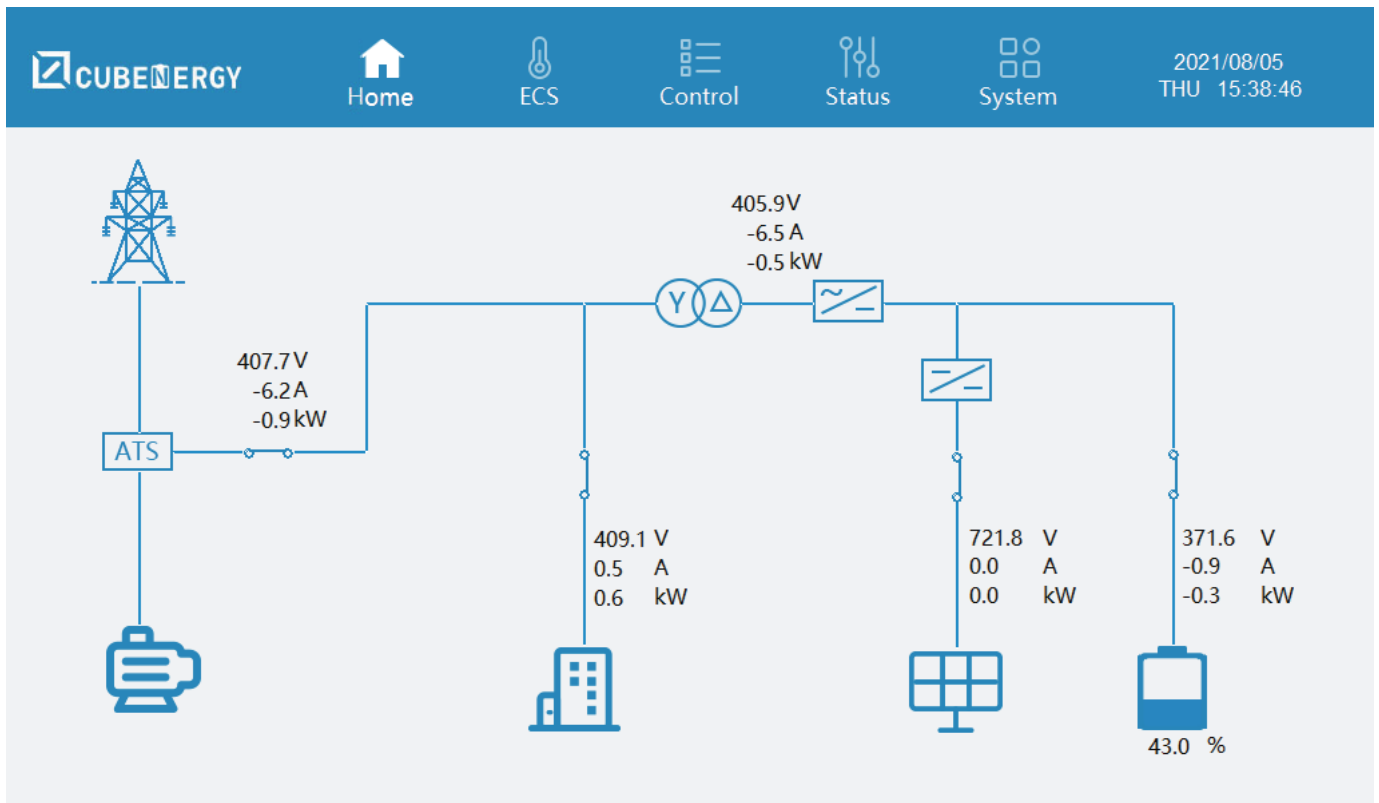 CUBENERGY
Home
ECS
Control
Status
System
2021/08/05
THU 15:38:46
405.9V
-6.5 A
-0.5 kW
Y Δ
407.7 V
-6.2 A
-0.9 kW
ATS
409.1 V
0.5 A
0.6 kW
721.8 V
0.0 A
0.0 kW
371.6 V
-0.9 A
-0.3 kW
43.0 %